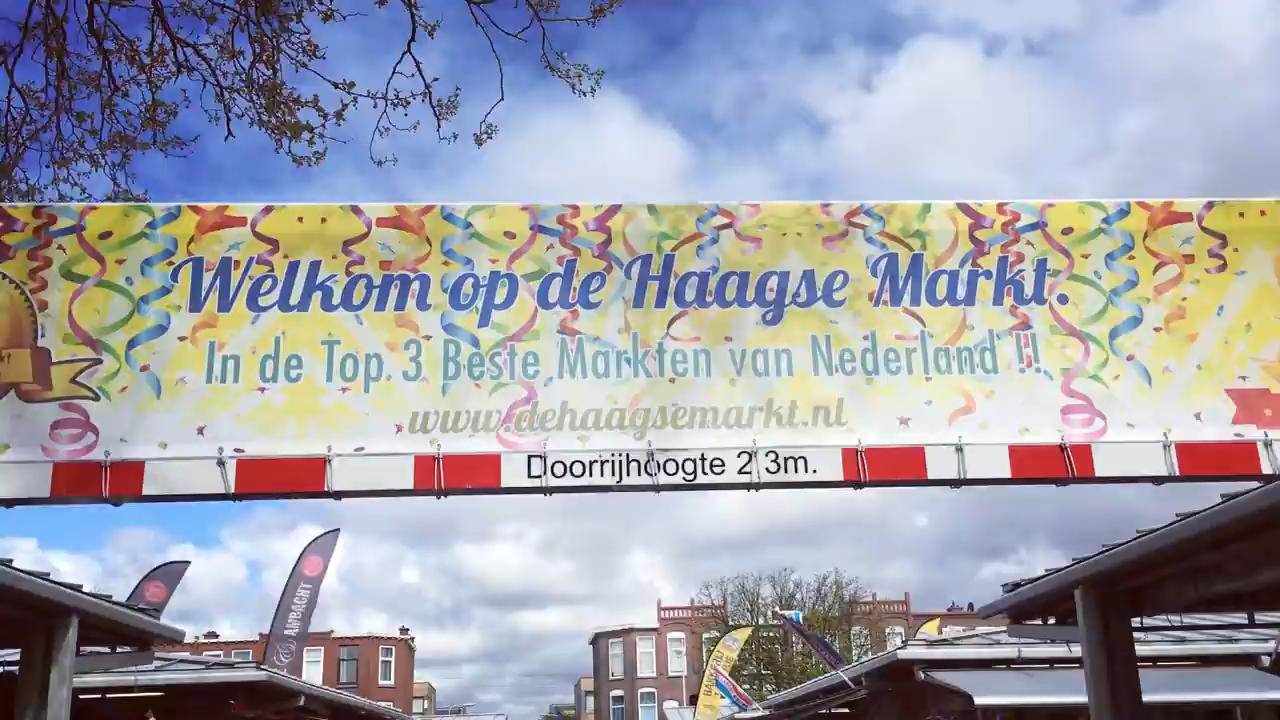 Welkom op de Haagse Markt.
In de Top 3 Beste Markten van Nederland !!
www.dehaagsemarkt.nl
Doorrijhoogte 2,3m.
AMBACHT